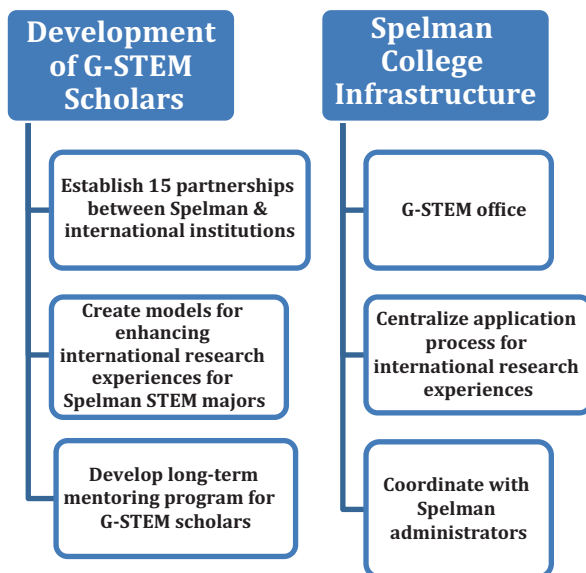 Development
of G-STEM
Scholars
Establish 15 partnerships
between Spelman &
international institutions
Create models for
enhancing
international research
experiences for
Spelman STEM majors
Develop long-term
mentoring program for
G-STEM scholars
Spelman
College
Infrastructure
G-STEM office
Centralize application
process for
international research
experiences
Coordinate with
Spelman
administrators